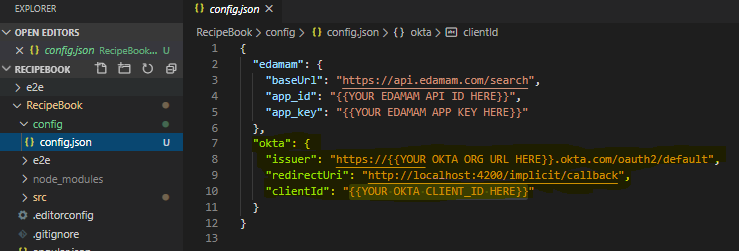 EXPLORER
OPEN EDITORS
config.json RecipeBook... U
RECIPEBOOK
e2e
RecipeBook
config
config.json U
e2e
node_modules
src
.editorconfig
.gitignore
angular.json
config.json
RecipeBook > config > config.json > okta > clientId
1 {
2 "edamam": {
3 "baseUrl": "https://api.edamam.com/search",
4 "app_id": "{{YOUR EDAMAM API ID HERE}}",
5 "app_key": "{{YOUR EDAMAM APP KEY HERE}}"
6 },
7 "okta": {
8 "issuer": "https://{{YOUR OKTA ORG URL HERE}}.okta.com/oauth2/default",
9 "redirectUri": "http://localhost:4200/implicit/callback",
10 "clientId": "{{YOUR-OKTA-CLIENT_ID-HERE}}"
11 }
12 }
13